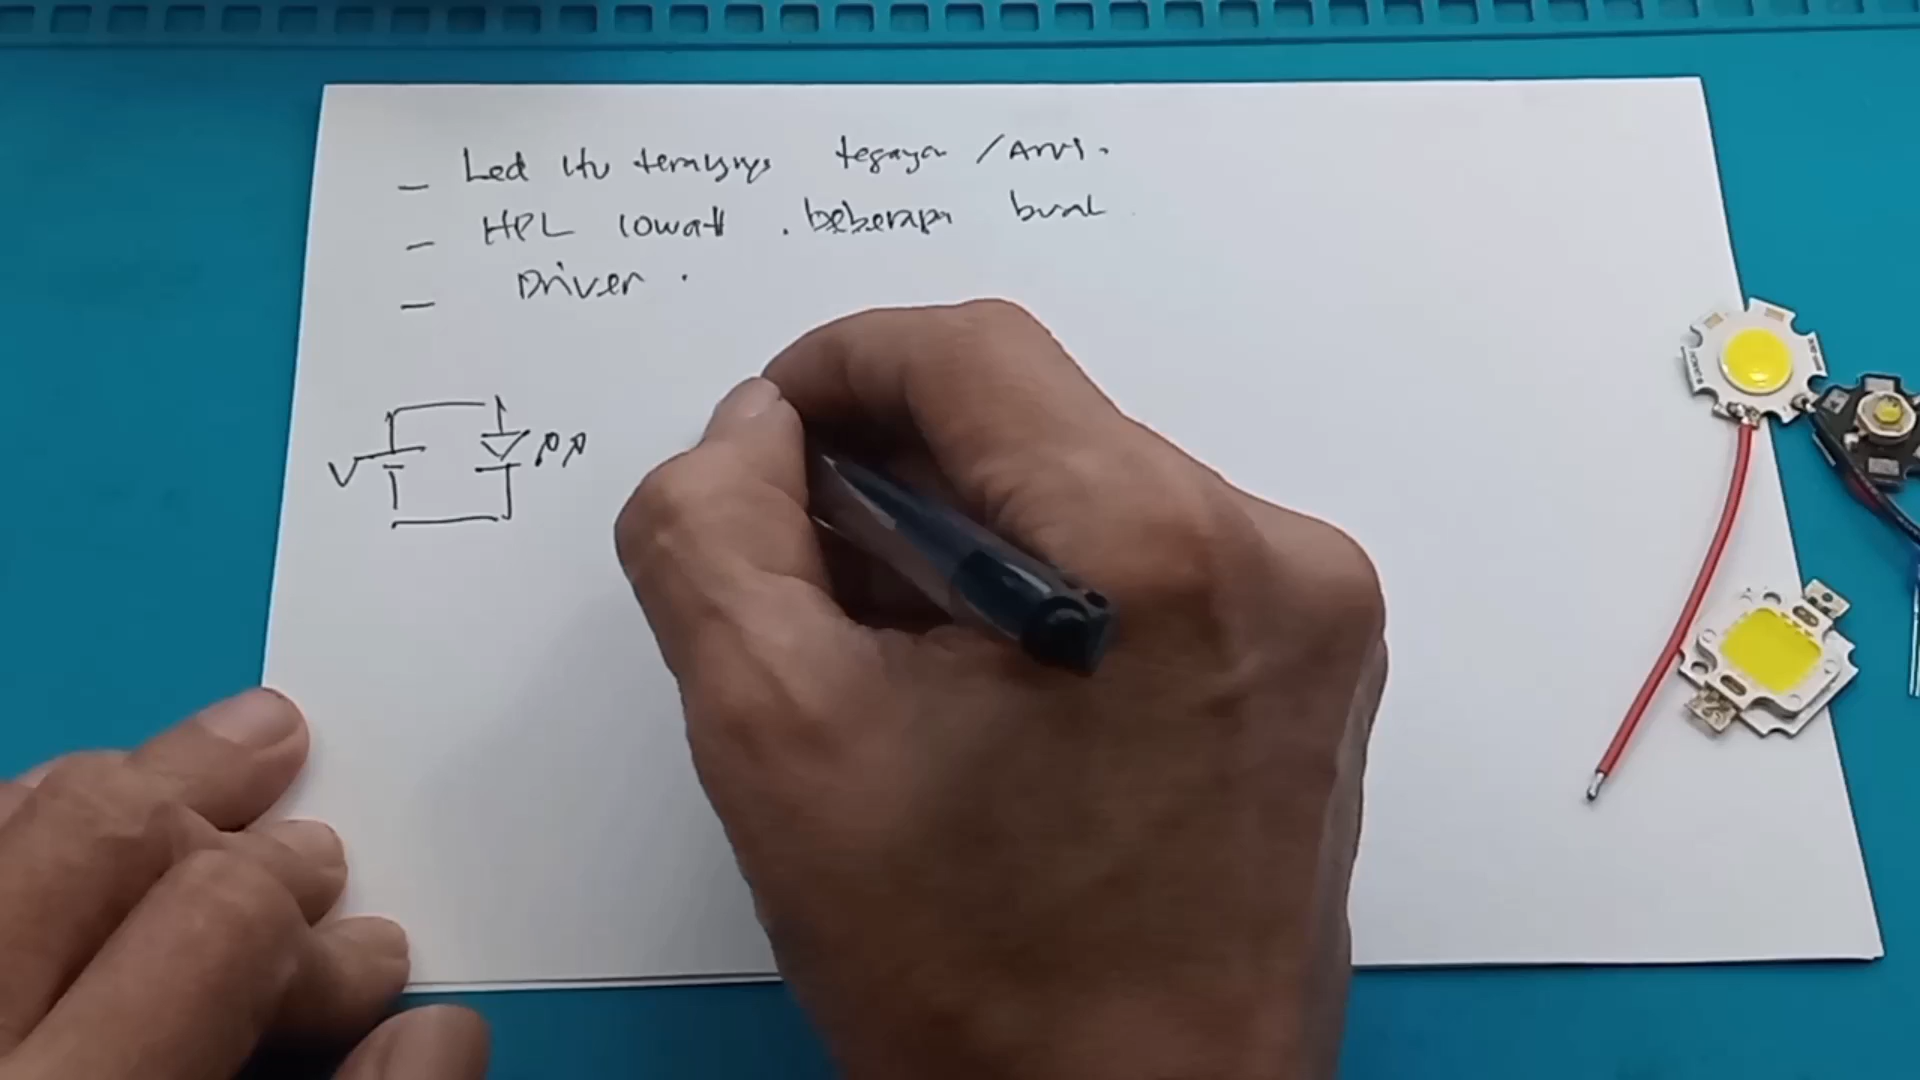 - Led itu ternyata tegangan / Arus.
- HPL 10watt . beberapa buah
- Driver .
V